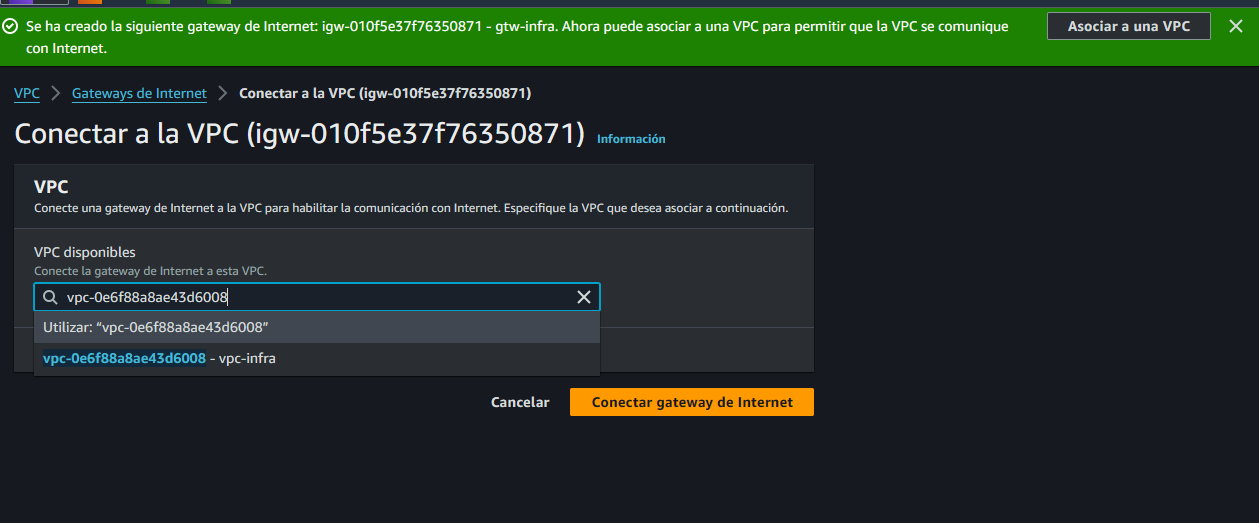 Se ha creado la siguiente gateway de Internet: igw-010f5e37f76350871 - gtw-infra. Ahora puede asociar a una VPC para permitir que la VPC se comunique
con Internet.
Asociar a una VPC
VPC
Gateways de Internet
Conectar a la VPC (igw-010f5e37f76350871)
Conectar a la VPC (igw-010f5e37f76350871)
Información
VPC
Conecte una gateway de Internet a la VPC para habilitar la comunicación con Internet. Especifique la VPC que desea asociar a continuación.
VPC disponibles
Conecte la gateway de Internet a esta VPC.
vpc-0e6f88a8ae43d6008
Utilizar: “vpc-0e6f88a8ae43d6008”
vpc-0e6f88a8ae43d6008 - vpc-infra
Cancelar
Conectar gateway de Internet